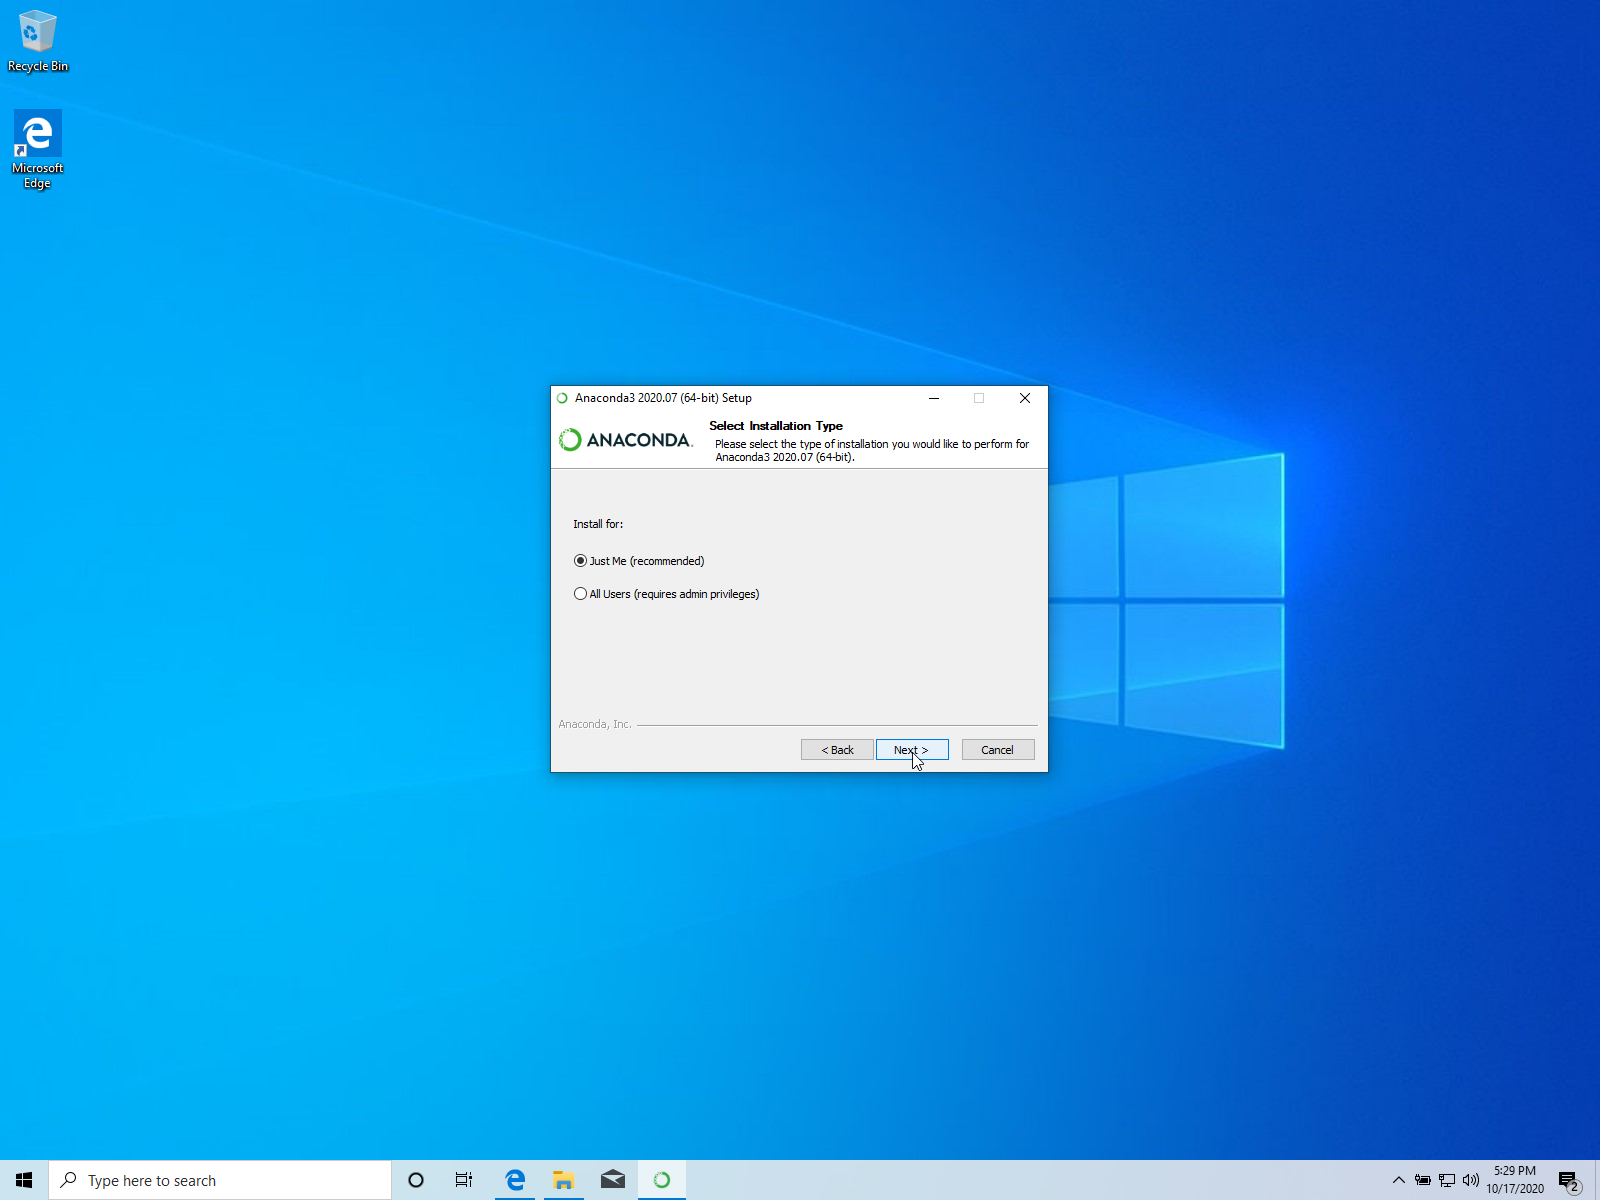 Recycle Bin
Microsoft
Edge
Anaconda3 2020.07 (64-bit) Setup
ANACONDA.
Select Installation Type
Please select the type of installation you would like to perform for
Anaconda3 2020.07 (64-bit).
Install for:
Just Me (recommended)
All Users (requires admin privileges)
Anaconda, Inc.
< Back
Next >
Cancel
Type here to search
5:29 PM
10/17/2020
2